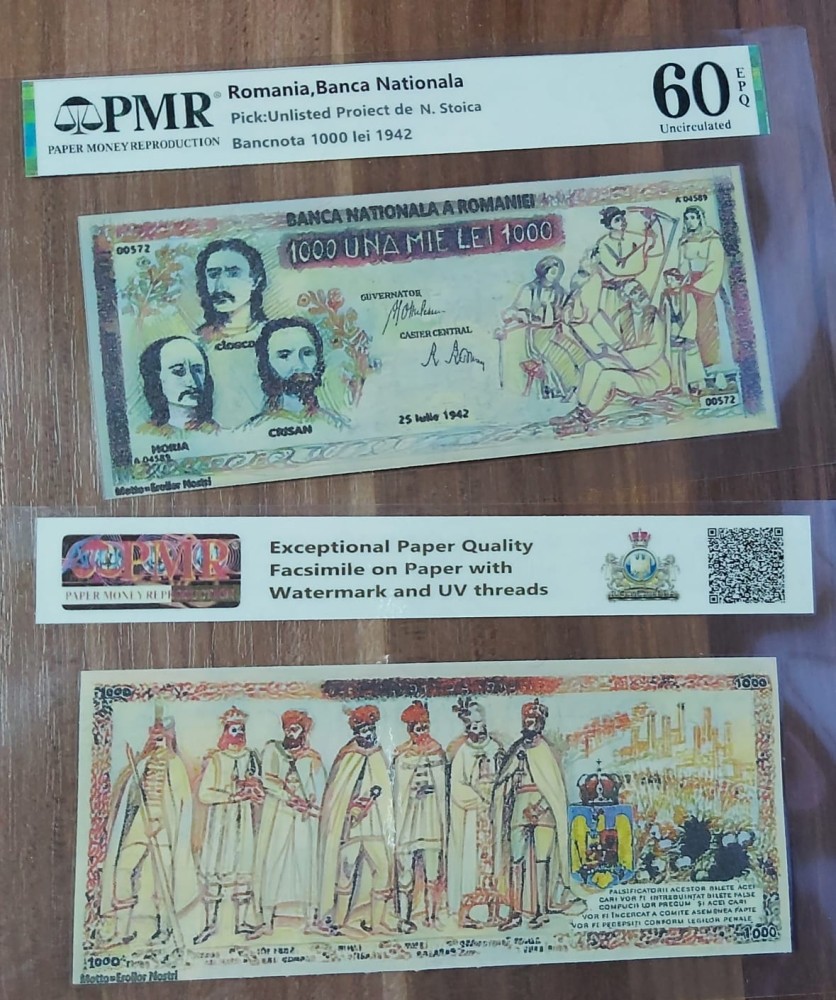 PMR®
PAPER MONEY REPRODUCTION
Romania,Banca Nationala
Pick:Unlisted Proiect de N. Stoica
Bancnota 1000 lei 1942
60
EPQ
Uncirculated
BANCA NATIONALA A ROMANIEI
A 04589
00572
1000 UNA MIE LEI 1000
GUVERNATOR
closca
CASIER CENTRAL
00572
25 Iulie 1942
CRISAN
HORIA
A 04589
Motto=Eroilor Nostri
PMR®
PAPER MONEY REPRODUCTION
Exceptional Paper Quality
Facsimile on Paper with
Watermark and UV threads
1000
1000
FALSIFICATORII ACESTOR BILETE ACEI
CARI VOR FI INTREBUINTAT BILETE FALSE
COMPUCII LOR PRECUM SI ACEI CARI
VOR FI INCERCAT A COMITE ASEMENEA FAPTE
VOR FI PEDEPSITI CONFORM LEGILOR PENALE
1000
1000
Motto=Eroilor Nostri